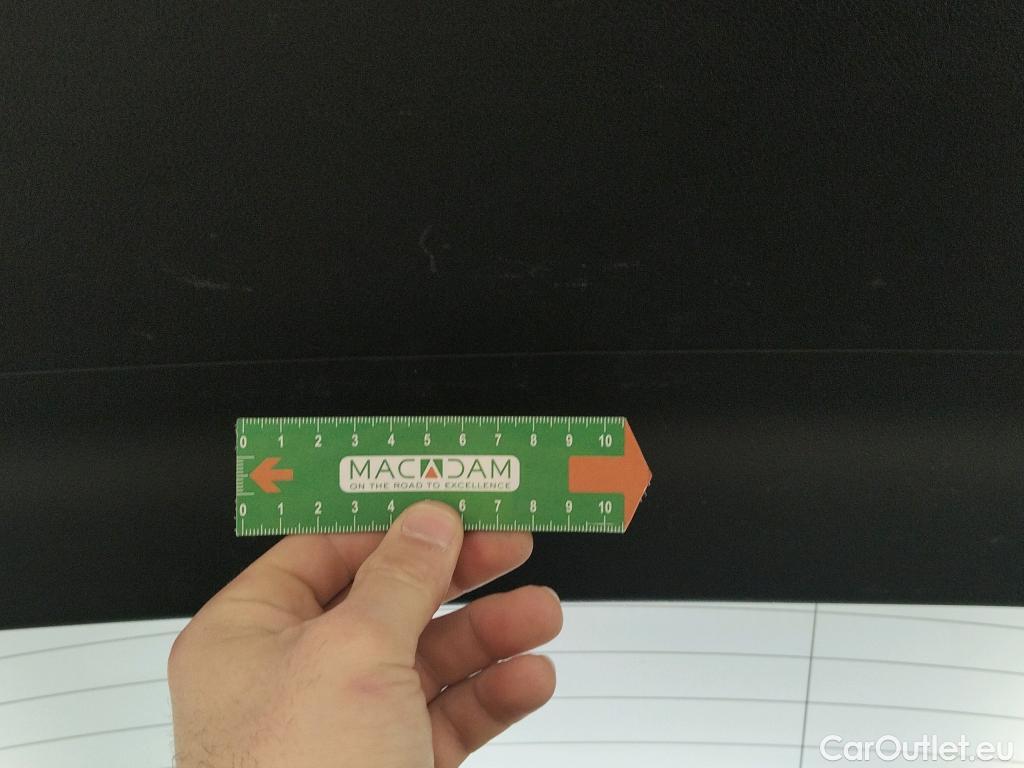 0 1 2 3 4 5 6 7 8 9 10
MACADAM
ON THE ROAD TO EXCELLENCE
0 1 2 3 4 6 7 8 9 10
CarOutlet.eu